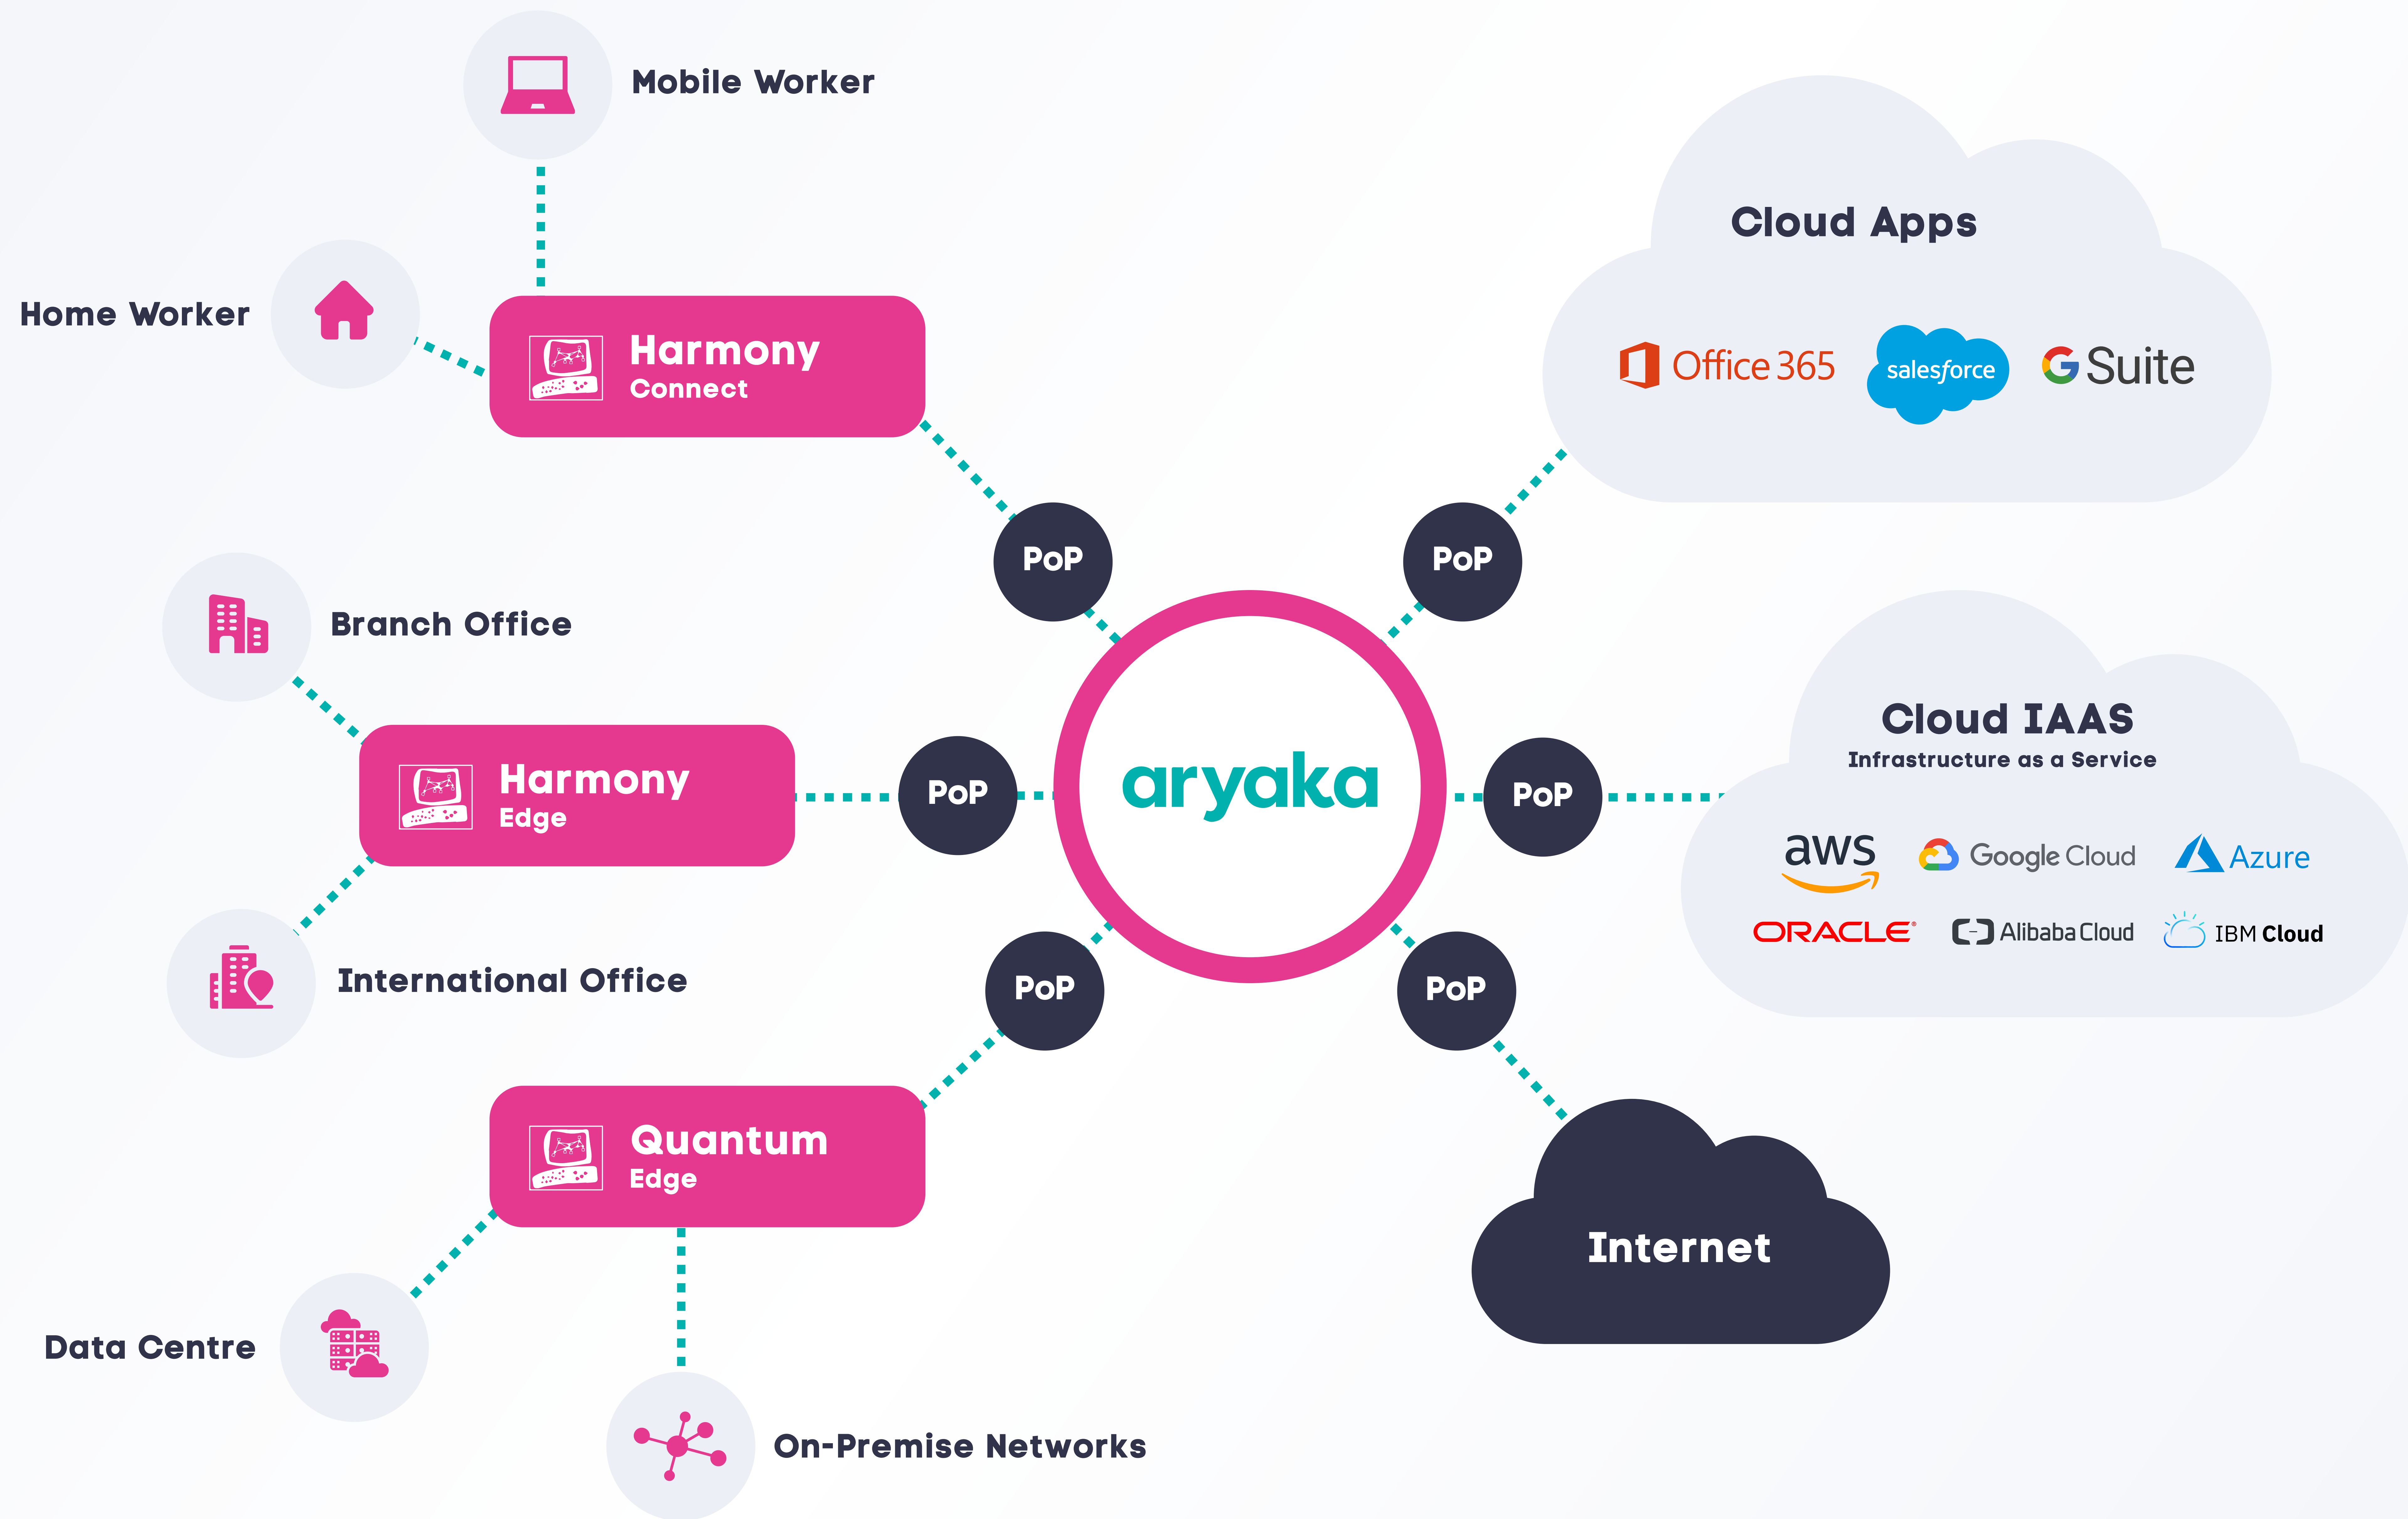 Mobile Worker
Home Worker
Harmony
Connect
Cloud Apps
Office 365
salesforce
G Suite
PoP
PoP
Branch Office
Harmony
Edge
PoP
aryaka
PoP
Cloud IAAS
Infrastructure as a Service
aws
Google Cloud
Azure
ORACLE®
Alibaba Cloud
IBM Cloud
International Office
PoP
PoP
Quantum
Edge
Internet
Data Centre
On-Premise Networks